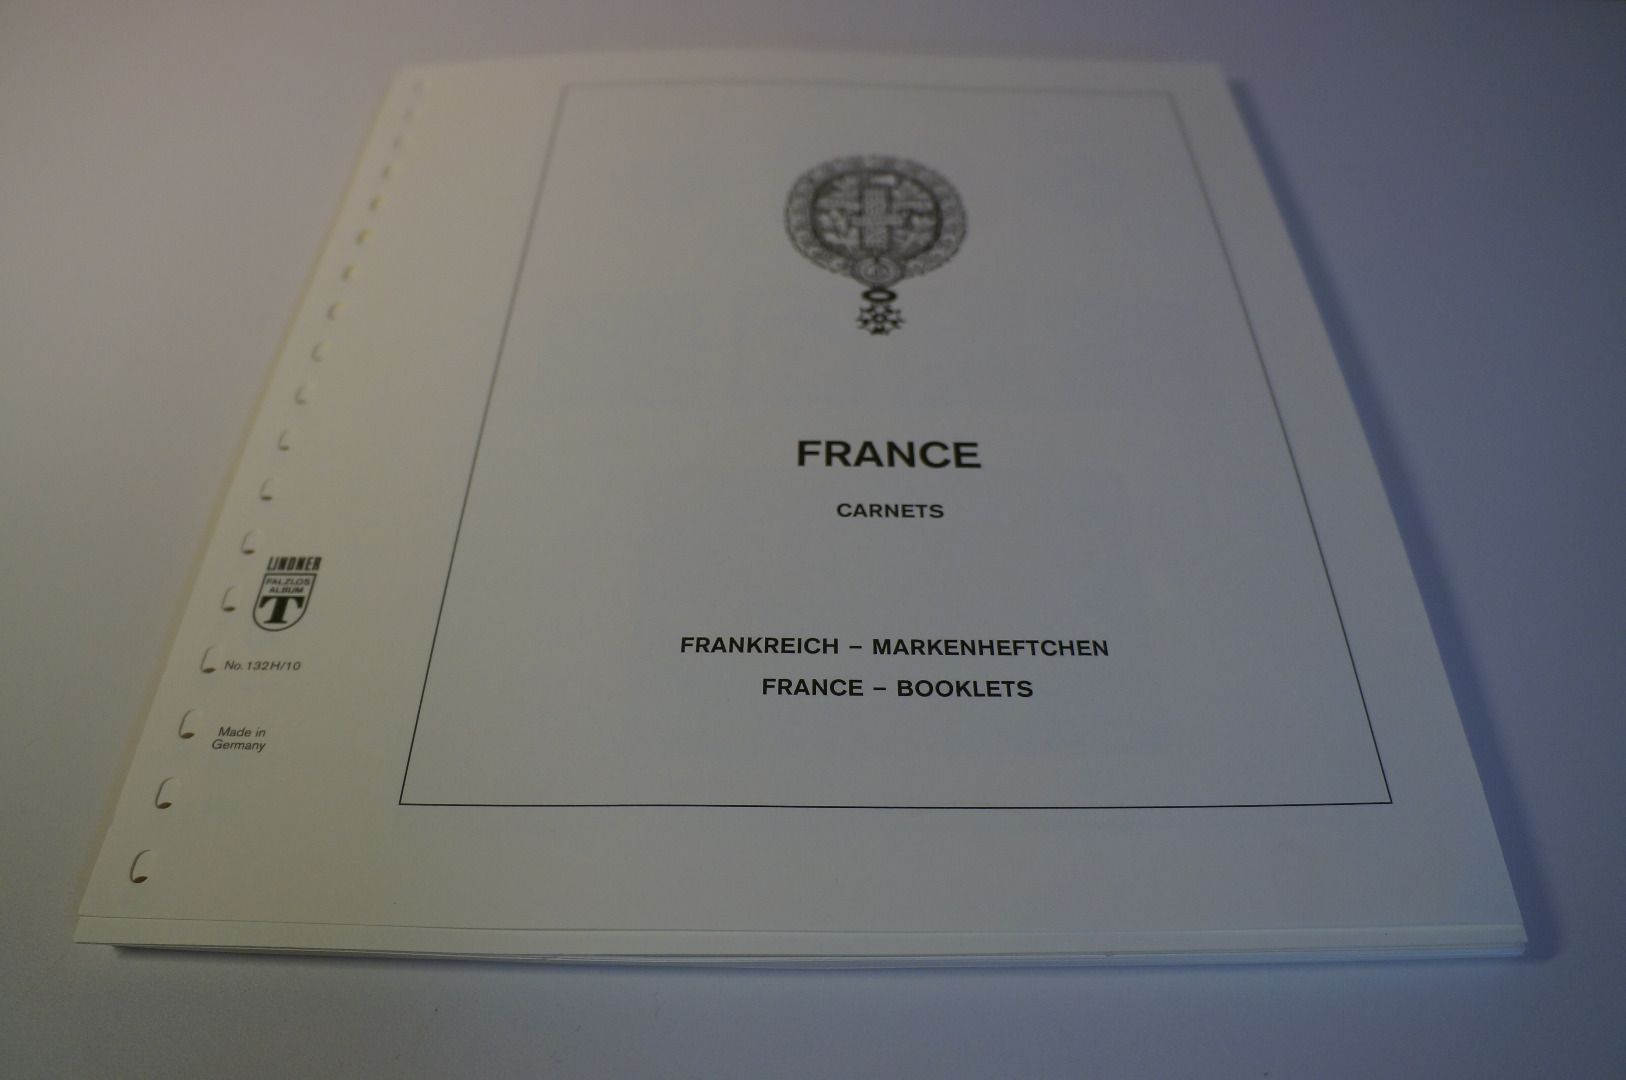 FRANCE
CARNETS
FRANKREICH – MARKENHEFTCHEN
FRANCE – BOOKLETS
LINDNER
FALZLOS
ALBUM
T
No. 132H/10
Made in
Germany